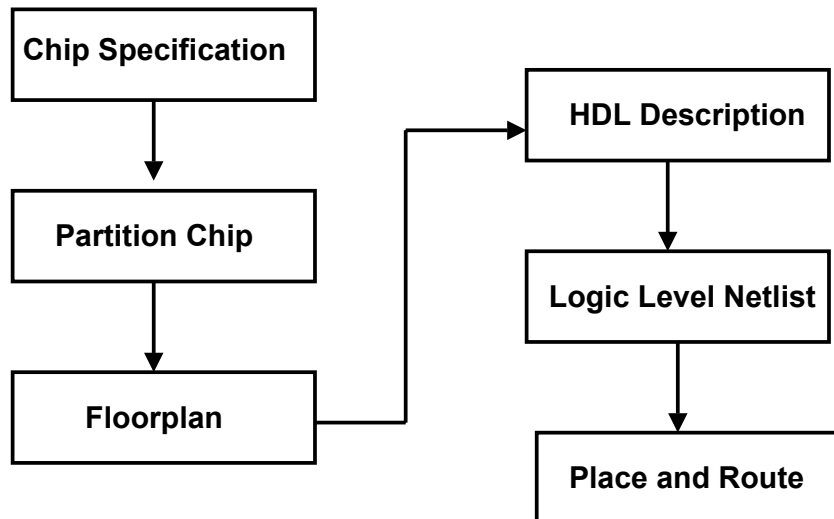 Chip Specification
Partition Chip
Floorplan
HDL Description
Logic Level Netlist
Place and Route